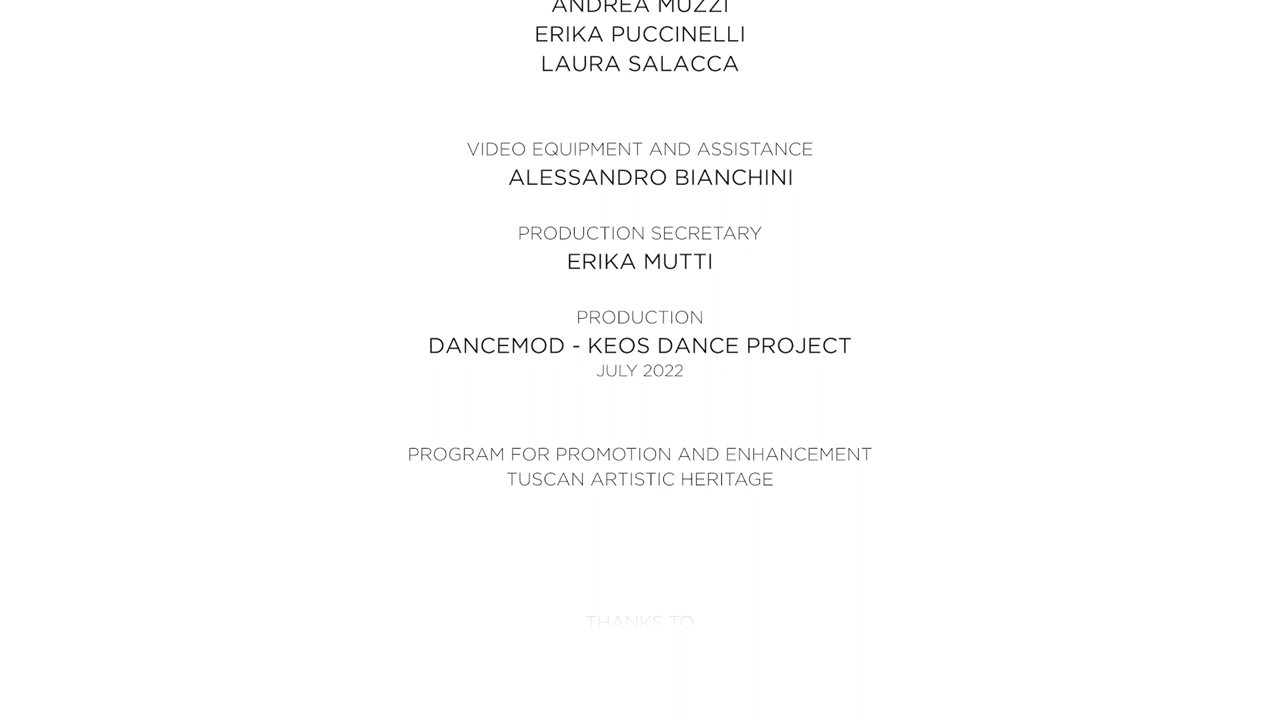 ANDREA MUZZI
ERIKA PUCCINELLI
LAURA SALACCA
VIDEO EQUIPMENT AND ASSISTANCE
ALESSANDRO BIANCHINI
PRODUCTION SECRETARY
ERIKA MUTTI
PRODUCTION
DANCEMOD - KEOS DANCE PROJECT
JULY 2022
PROGRAM FOR PROMOTION AND ENHANCEMENT
TUSCAN ARTISTIC HERITAGE
THANKS TO